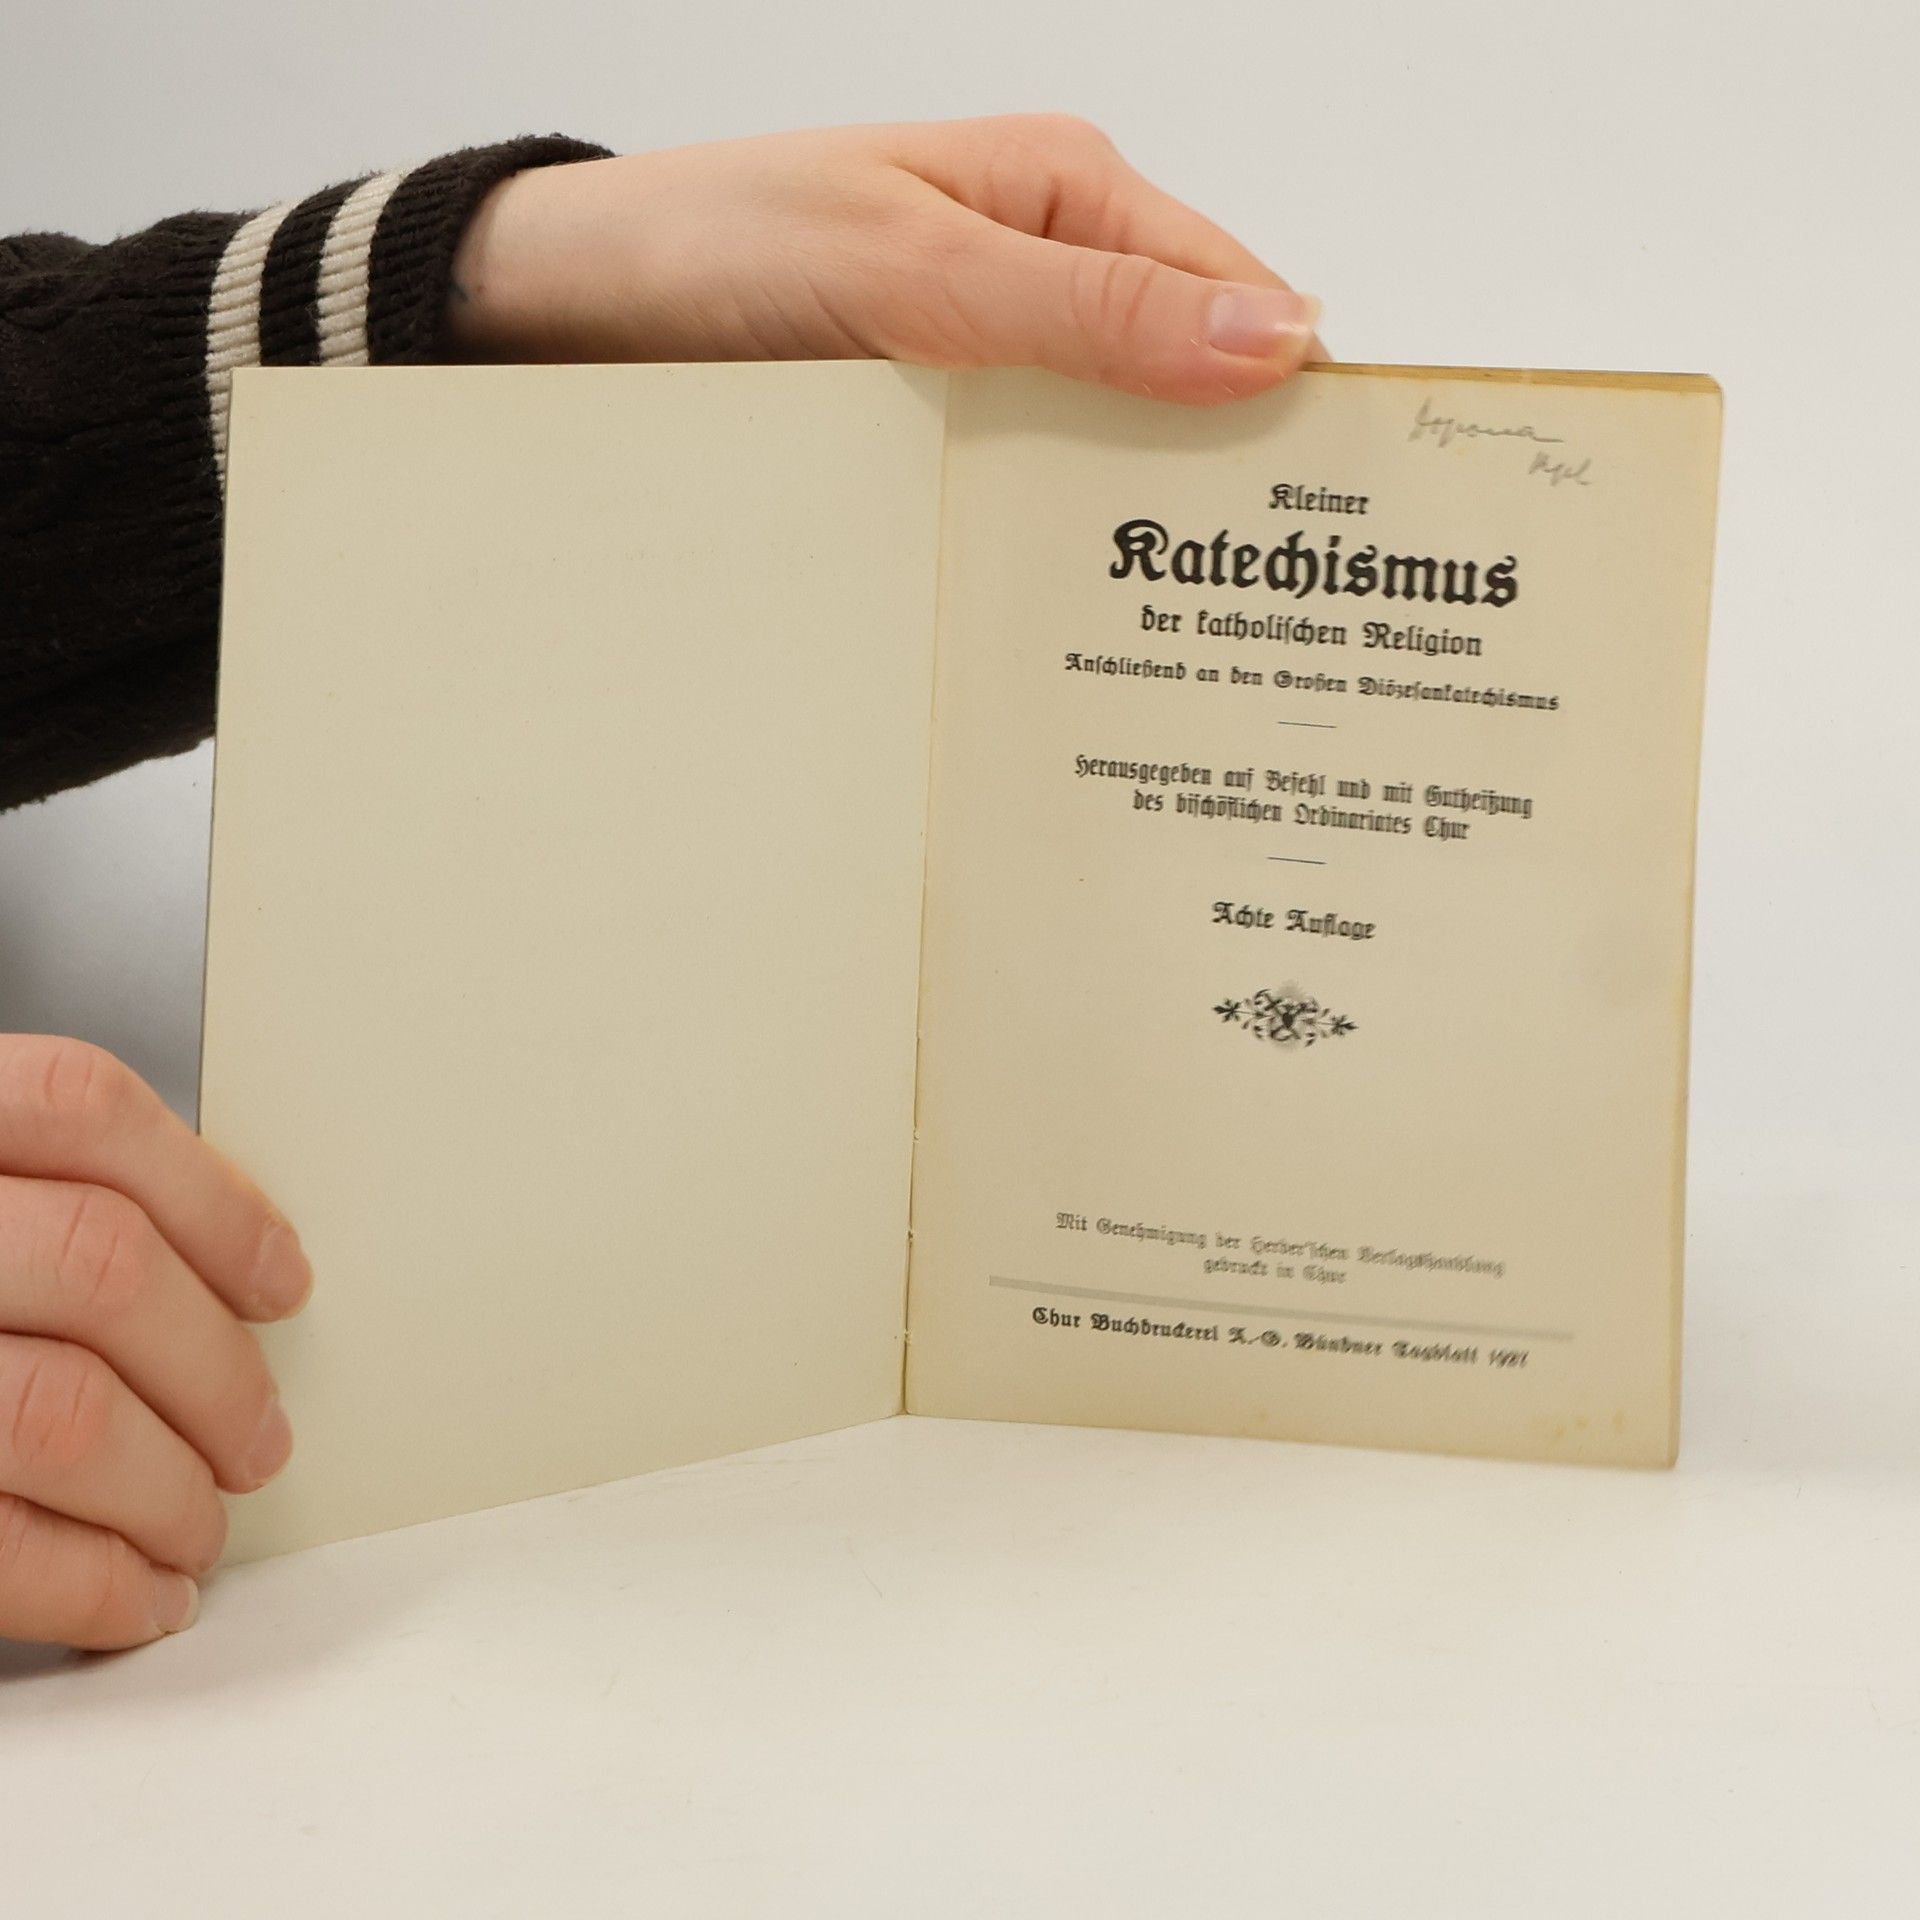 Kleiner
Katechismus
der katholischen Religion
Anschließend an den Großen Diözesankatechismus
Herausgegeben auf Befehl und mit Gutheißung
des bischöflichen Ordinariates Chur
Achte Auflage
Mit Genehmigung der Herder'schen Verlagshandlung
gedruckt in Chur
Chur Buchdruckerei A.-G. Bündner Tagblatt